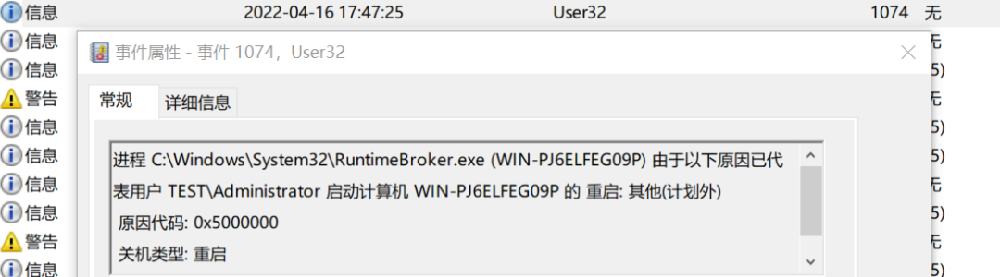 信息 2022-04-16 17:47:25 User32 1074 无
信息 无
事件属性 - 事件 1074，User32
信息 5)
警告 无
常规 详细信息
信息 5)
信息 5)
进程 C:\Windows\System32\RuntimeBroker.exe (WIN-PJ6ELFEG09P) 由于以下原因已代
信息 无
表用户 TEST\Administrator 启动计算机 WIN-PJ6ELFEG09P 的 重启: 其他(计划外)
信息 5)
原因代码: 0x5000000
警告 无
关机类型: 重启
信息 5)